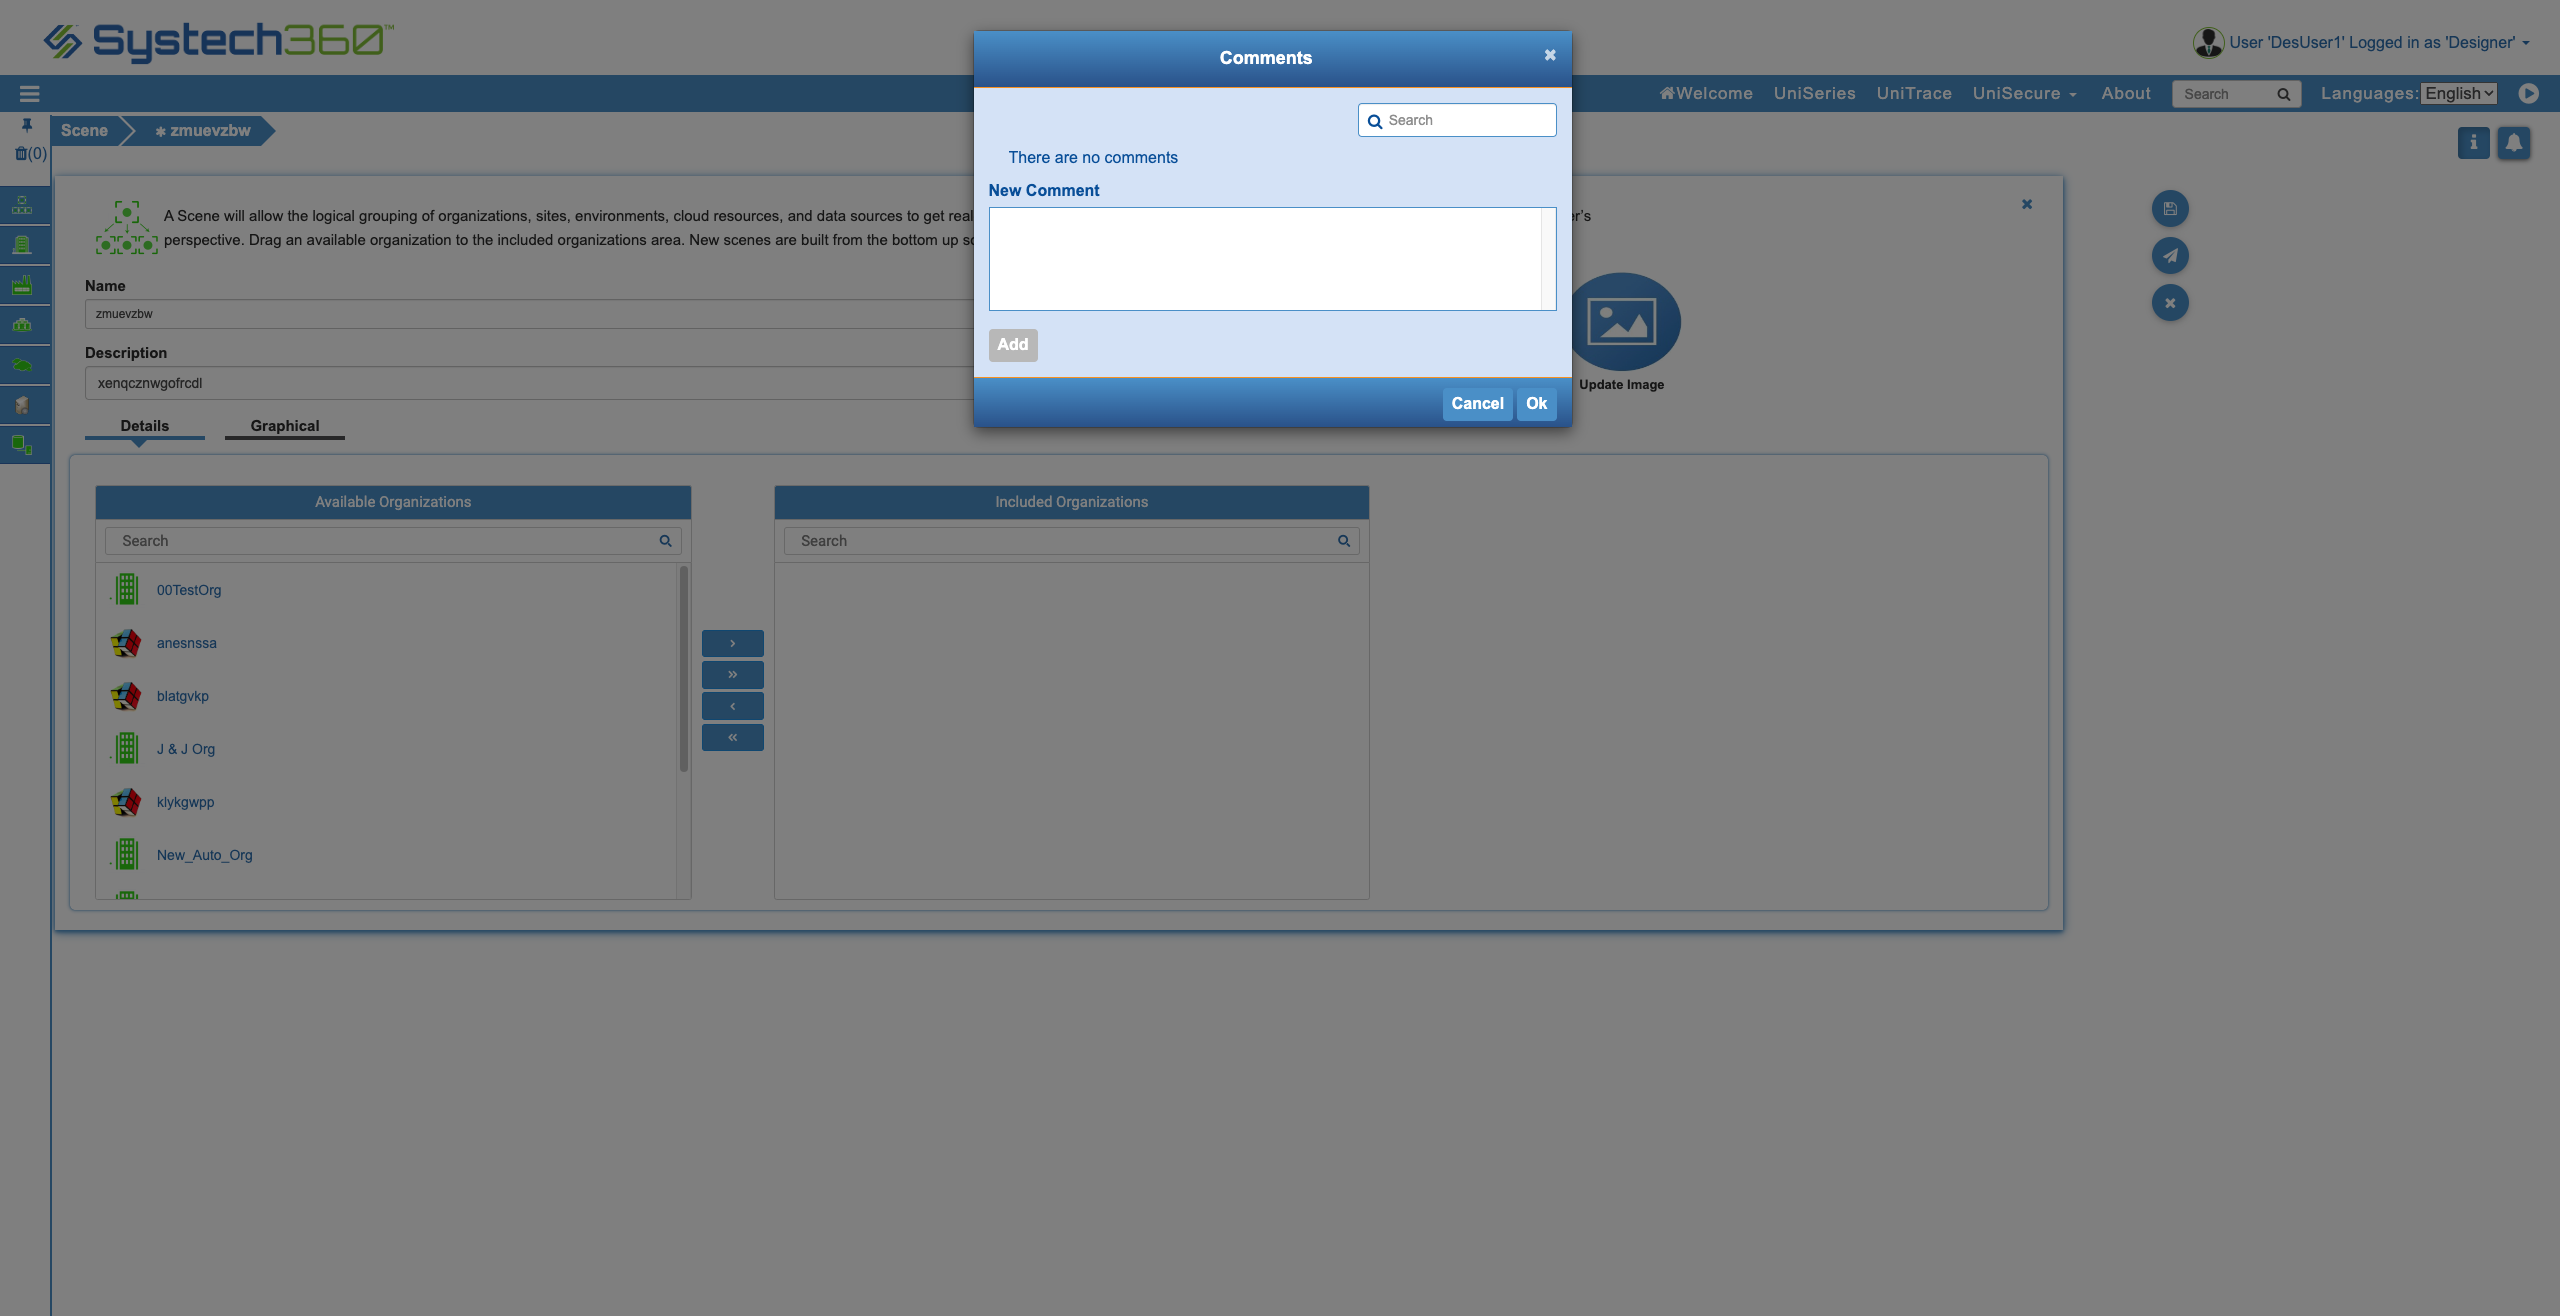 Systech360™
User 'DesUser1' Logged in as 'Designer'
Welcome UniSeries UniTrace UniSecure About Search Languages: English
Scene zmuevzbw
(0)
Comments
Search
There are no comments
New Comment
Add
Cancel Ok
A Scene will allow the logical grouping of organizations, sites, environments, cloud resources, and data sources to get real
perspective. Drag an available organization to the included organizations area. New scenes are built from the bottom up
Name
zmuevzbw
Description
xenqcznwgofrcdl
Update Image
Details Graphical
Available Organizations
Search
00TestOrg
anesnssa
blatgvkp
J & J Org
klykgwpp
New_Auto_Org
Included Organizations
Search